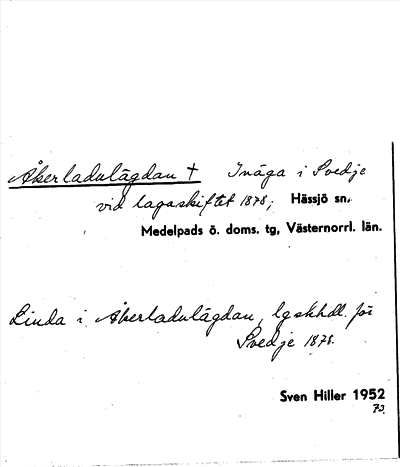 Åkerladulägdan † Inäga i Svedje
vid lagaskiftet 1878; Hässjö sn.
Medelpads ö. doms. tg, Västernorrl. län.
Linda i Åkerladulägdan, lgskhdl. för
Svedje 1878.
Sven Hiller 1952
73.